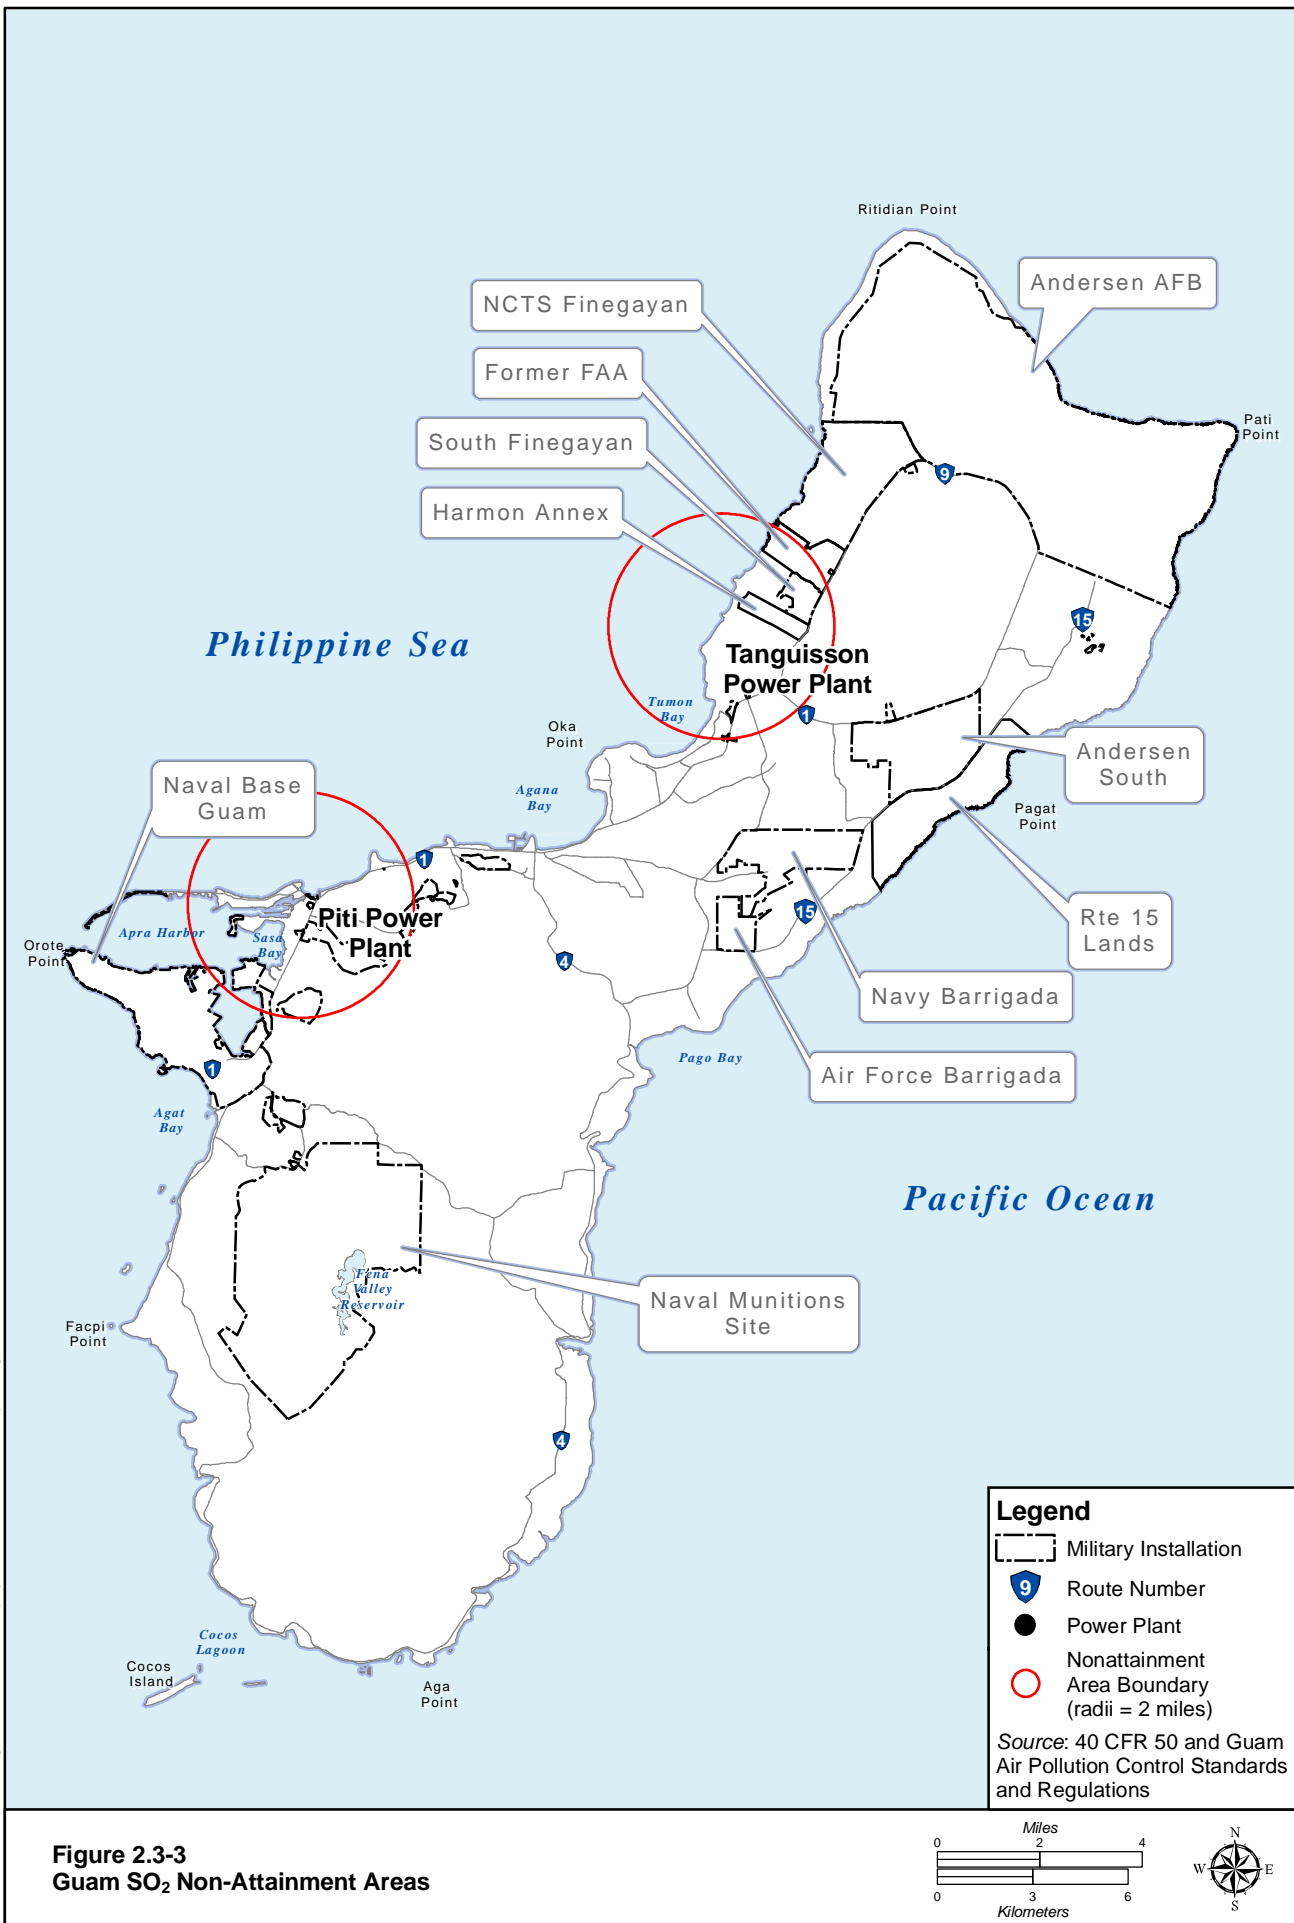 Ritidian Point
Andersen AFB
NCTS Finegayan
Former FAA
South Finegayan
Harmon Annex
Pati
Point
9
15
Philippine Sea
Tanguisson
Power Plant
Tumon
Bay
1
Oka
Point
Andersen
South
Naval Base
Guam
Agana
Bay
Pagat
Point
1
Piti Power
Plant
Apra Harbor
Sasa
Bay
Orote
Point
15
4
Rte 15
Lands
Navy Barrigada
Pago Bay
Air Force Barrigada
1
Agat
Bay
Pacific Ocean
Fena
Valley
Reservoir
Naval Munitions
Site
Facpi
Point
4
Cocos
Lagoon
Cocos
Island
Aga
Point
Legend
Military Installation
9
Route Number
Power Plant
Nonattainment
Area Boundary
(radii = 2 miles)
Source: 40 CFR 50 and Guam
Air Pollution Control Standards
and Regulations
Figure 2.3-3
Guam SO₂ Non-Attainment Areas
Miles
0 2 4
0 3 6
Kilometers
N
W E
S